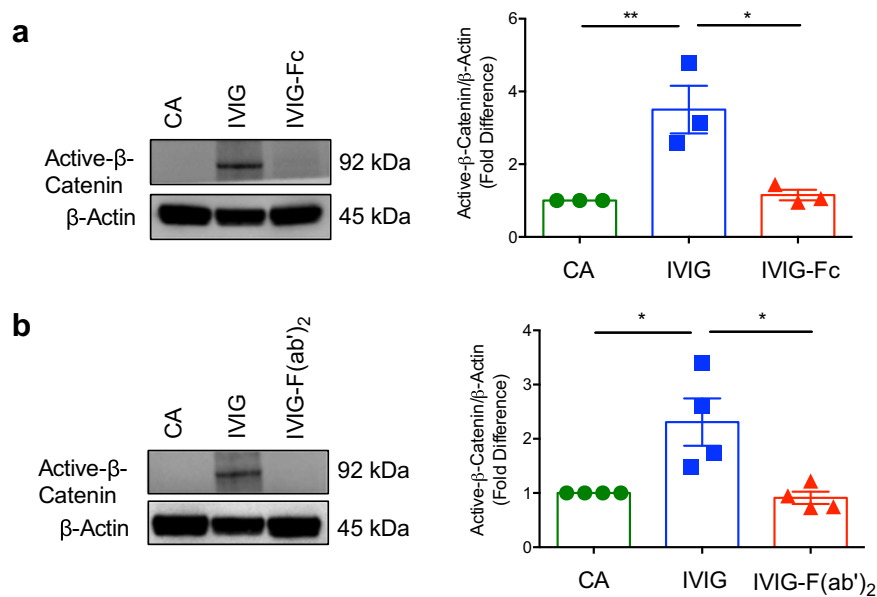 a
CA
IVIG
IVIG-Fc
Active-β-
Catenin
92 kDa
β-Actin
45 kDa
Active-β-Catenin/β-Actin
(Fold Difference)
6
4
2
0
**
*
CA
IVIG
IVIG-Fc
b
CA
IVIG
IVIG-F(ab')2
Active-β-
Catenin
92 kDa
β-Actin
45 kDa
Active-β-Catenin/β-Actin
(Fold Difference)
4
3
2
1
0
*
*
CA
IVIG
IVIG-F(ab')2